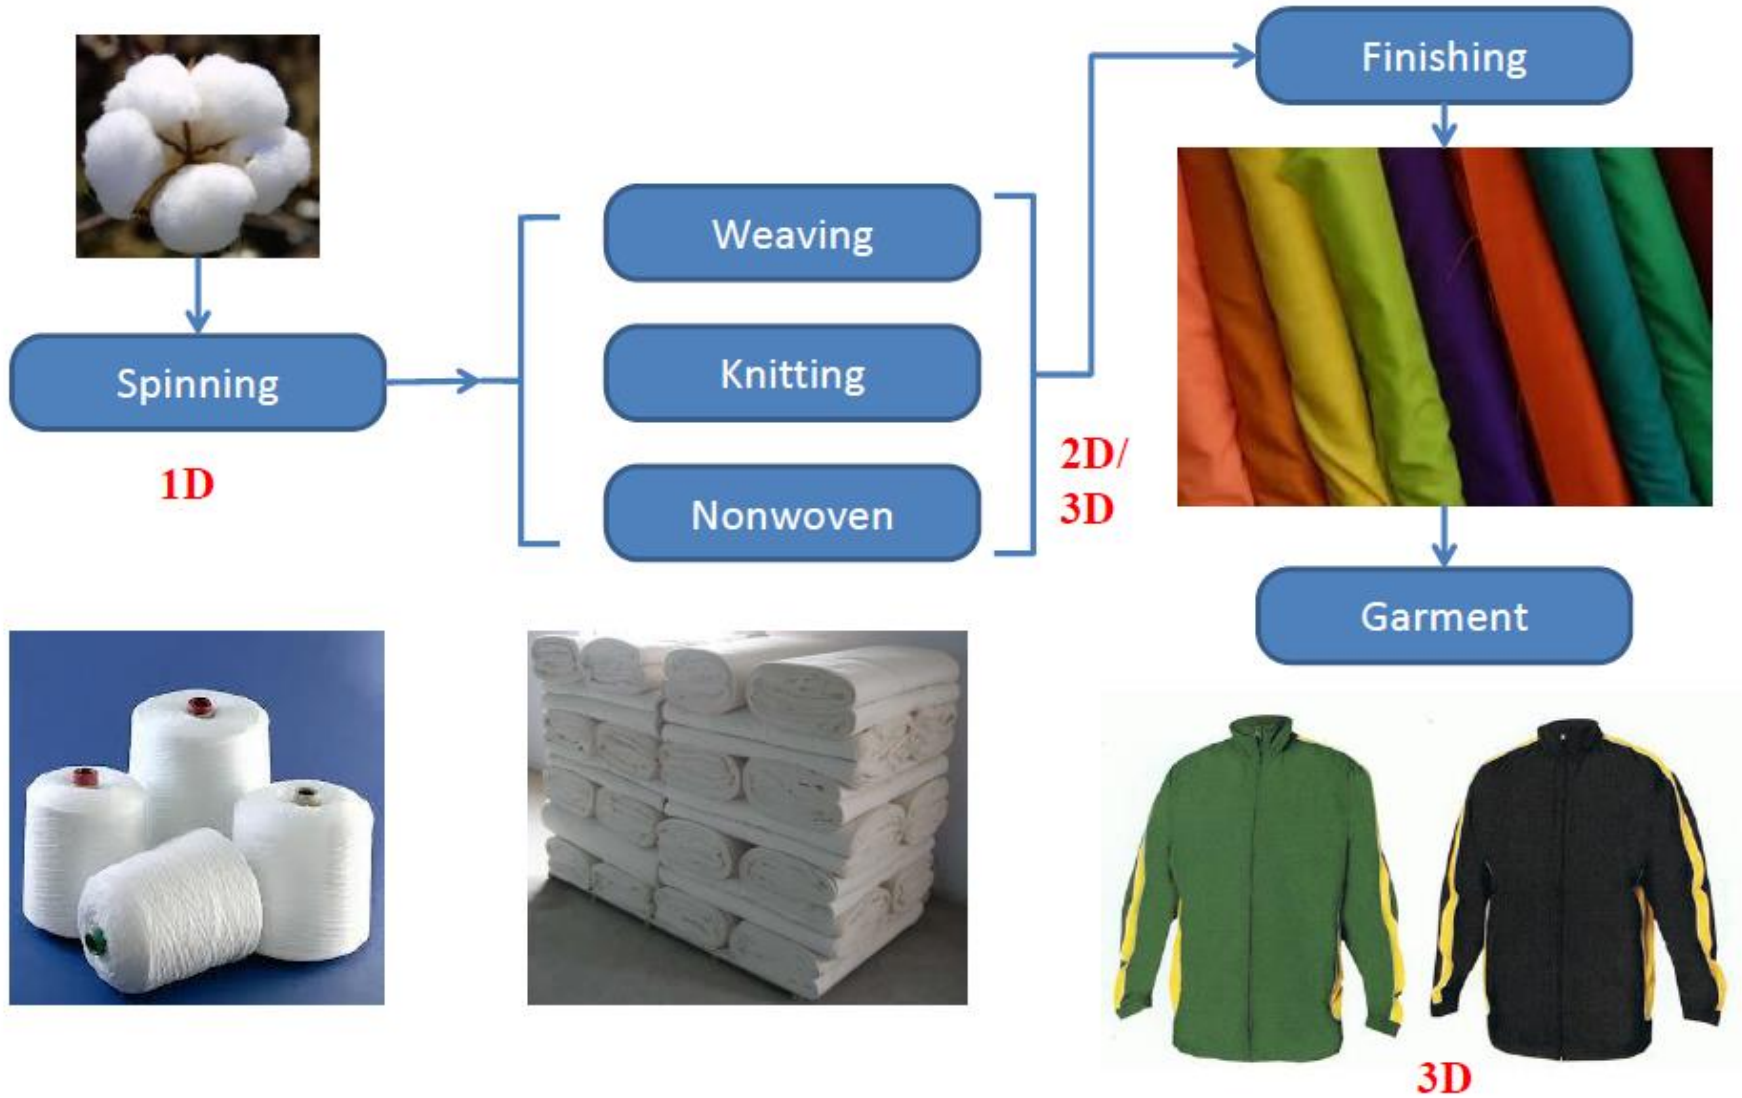 Finishing
Weaving
Spinning
Knitting
1D
2D/
3D
Nonwoven
Garment
3D